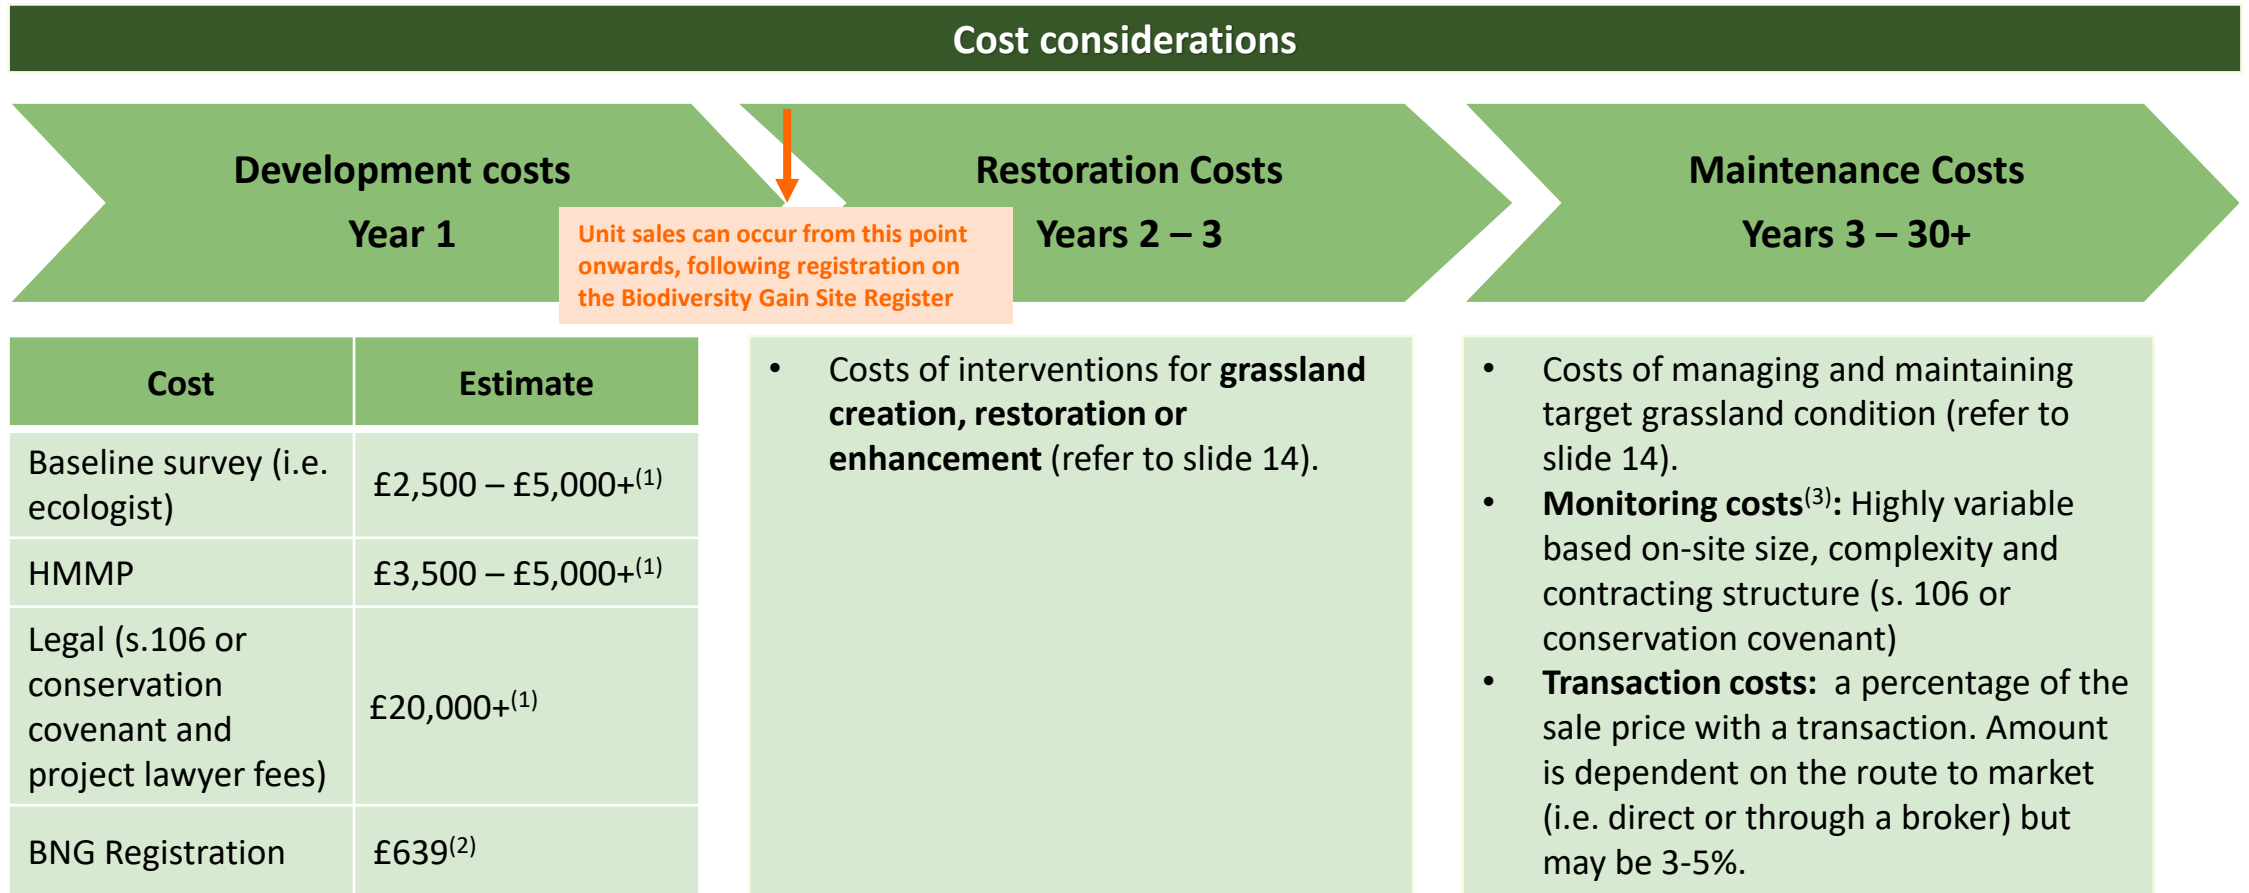 Cost considerations
Development costs
Year 1
Unit sales can occur from this point
onwards, following registration on
the Biodiversity Gain Site Register
Restoration Costs
Years 2 – 3
Maintenance Costs
Years 3 – 30+
Cost Estimate
Baseline survey (i.e.
ecologist)
£2,500 – £5,000+(1)
HMMP £3,500 – £5,000+(1)
Legal (s.106 or
conservation
covenant and
project lawyer fees)
£20,000+(1)
BNG Registration £639(2)
• Costs of interventions for grassland
creation, restoration or
enhancement (refer to slide 14).
• Costs of managing and maintaining
target grassland condition (refer to
slide 14).
• Monitoring costs(3): Highly variable
based on-site size, complexity and
contracting structure (s. 106 or
conservation covenant)
• Transaction costs: a percentage of the
sale price with a transaction. Amount
is dependent on the route to market
(i.e. direct or through a broker) but
may be 3-5%.